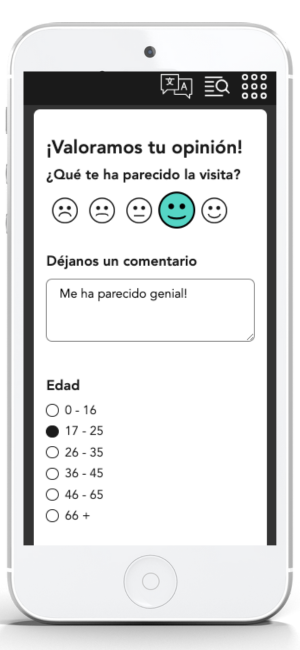 文 A
¡Valoramos tu opinión!
¿Qué te ha parecido la visita?
Déjanos un comentario
Me ha parecido genial!
Edad
0 - 16
17 - 25
26 - 35
36 - 45
46 - 65
66 +